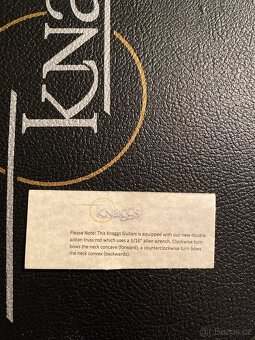 Kna
Knaggs
Please Note: This Knaggs Guitars is equipped with our new double
action truss rod which uses a 3/16" allen wrench. Clockwise turn
bows the neck concave (forward), a counterclockwise turn bows
the neck convex (backwards).